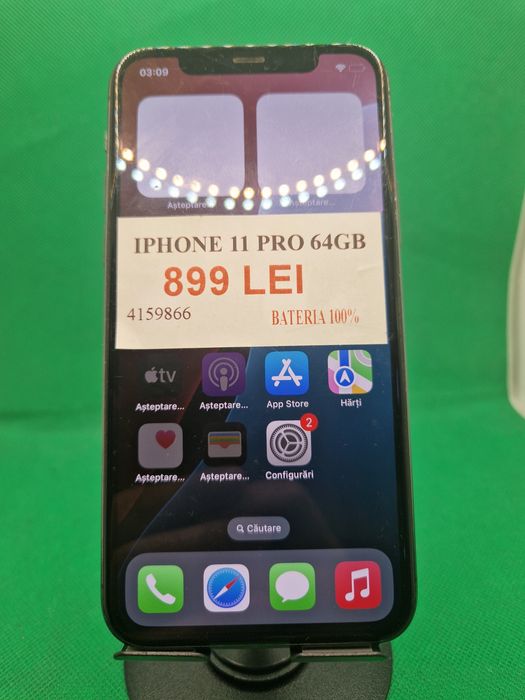 03:09
Așteptare...
Așteptare...
IPHONE 11 PRO 64GB
899 LEI
4159866
BATERIA 100%
tv
Așteptare...
Așteptare...
App Store
Hărți
2
Așteptare...
Așteptare...
Configurări
Căutare